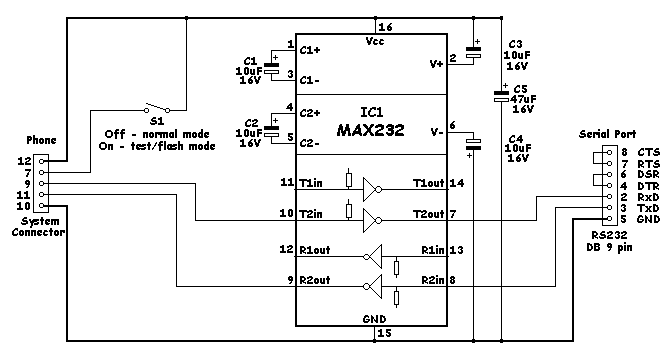 16
Vcc
1
C1+
C1
10uF
16V
3
C1-
4
C2+
C2
10uF
16V
5
C2-
IC1
MAX232
2
V+
C3
10uF
16V
C5
47uF
16V
6
V-
C4
10uF
16V
S1
Off - normal mode
On - test/flash mode
Phone
12
7
9
11
10
System
Connector
11
T1in
T1out
14
10
T2in
T2out
7
12
R1out
R1in
13
9
R2out
R2in
8
GND
15
Serial Port
8 CTS
7 RTS
6 DSR
4 DTR
2 RxD
3 TxD
5 GND
RS232
DB 9 pin